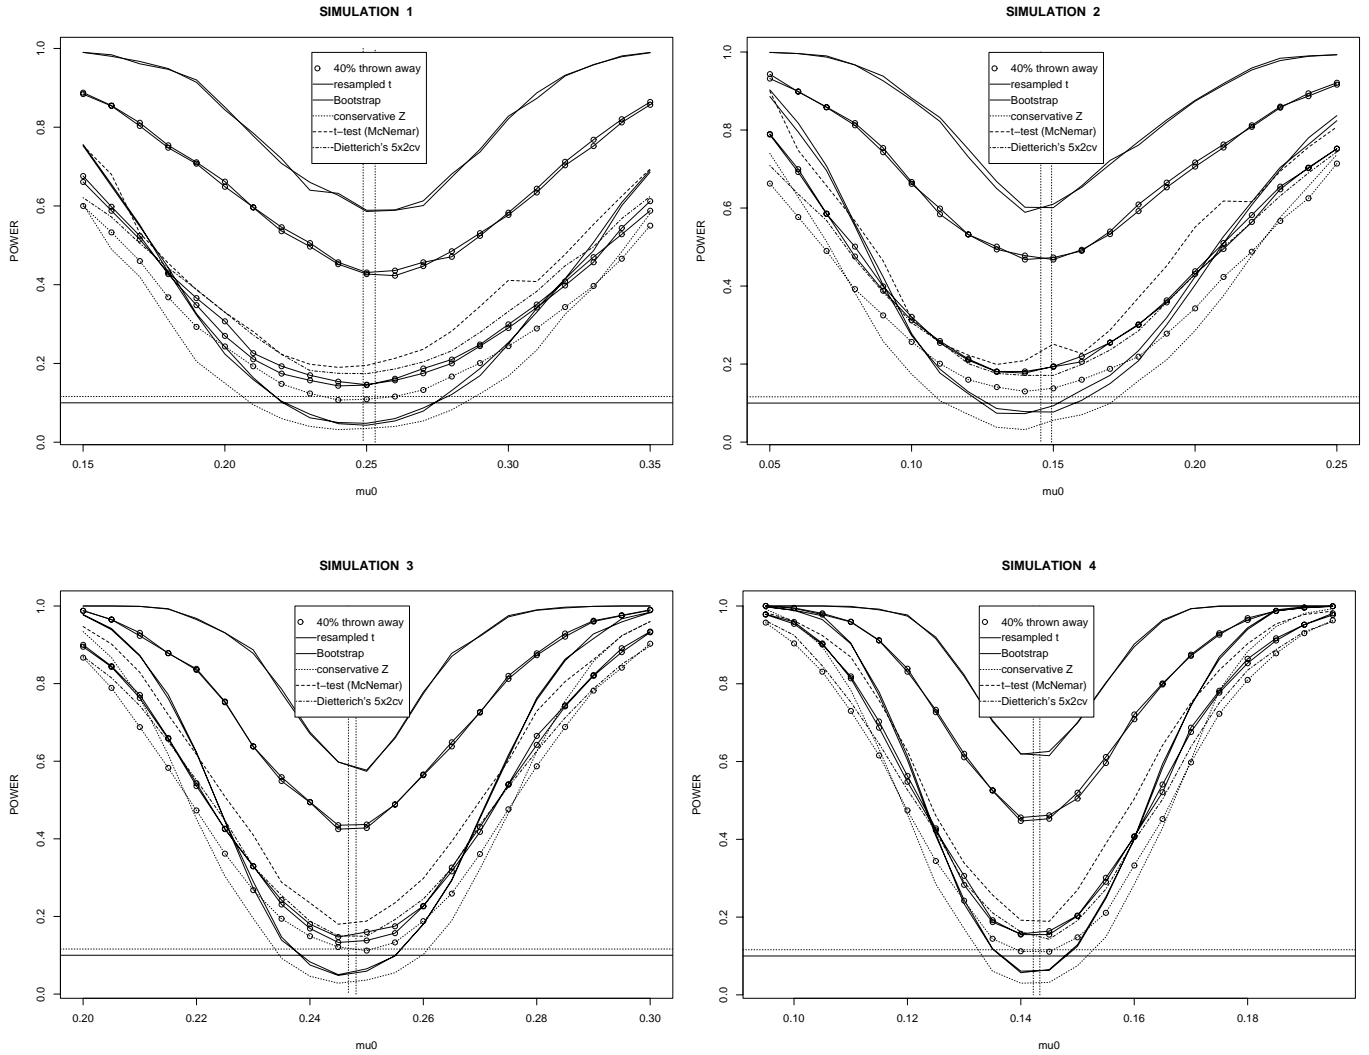 SIMULATION 1
POWER
1.0
0.8
0.6
0.4
0.2
0.0
40% thrown away
resampled t
Bootstrap
conservative Z
t−test (McNemar)
Dietterich's 5x2cv
0.15 0.20 0.25 0.30 0.35
mu0
SIMULATION 2
POWER
1.0
0.8
0.6
0.4
0.2
0.0
40% thrown away
resampled t
Bootstrap
conservative Z
t−test (McNemar)
Dietterich's 5x2cv
0.05 0.10 0.15 0.20 0.25
mu0
SIMULATION 3
POWER
1.0
0.8
0.6
0.4
0.2
0.0
40% thrown away
resampled t
Bootstrap
conservative Z
t−test (McNemar)
Dietterich's 5x2cv
0.20 0.22 0.24 0.26 0.28 0.30
mu0
SIMULATION 4
POWER
1.0
0.8
0.6
0.4
0.2
0.0
40% thrown away
resampled t
Bootstrap
conservative Z
t−test (McNemar)
Dietterich's 5x2cv
0.10 0.12 0.14 0.16 0.18
mu0